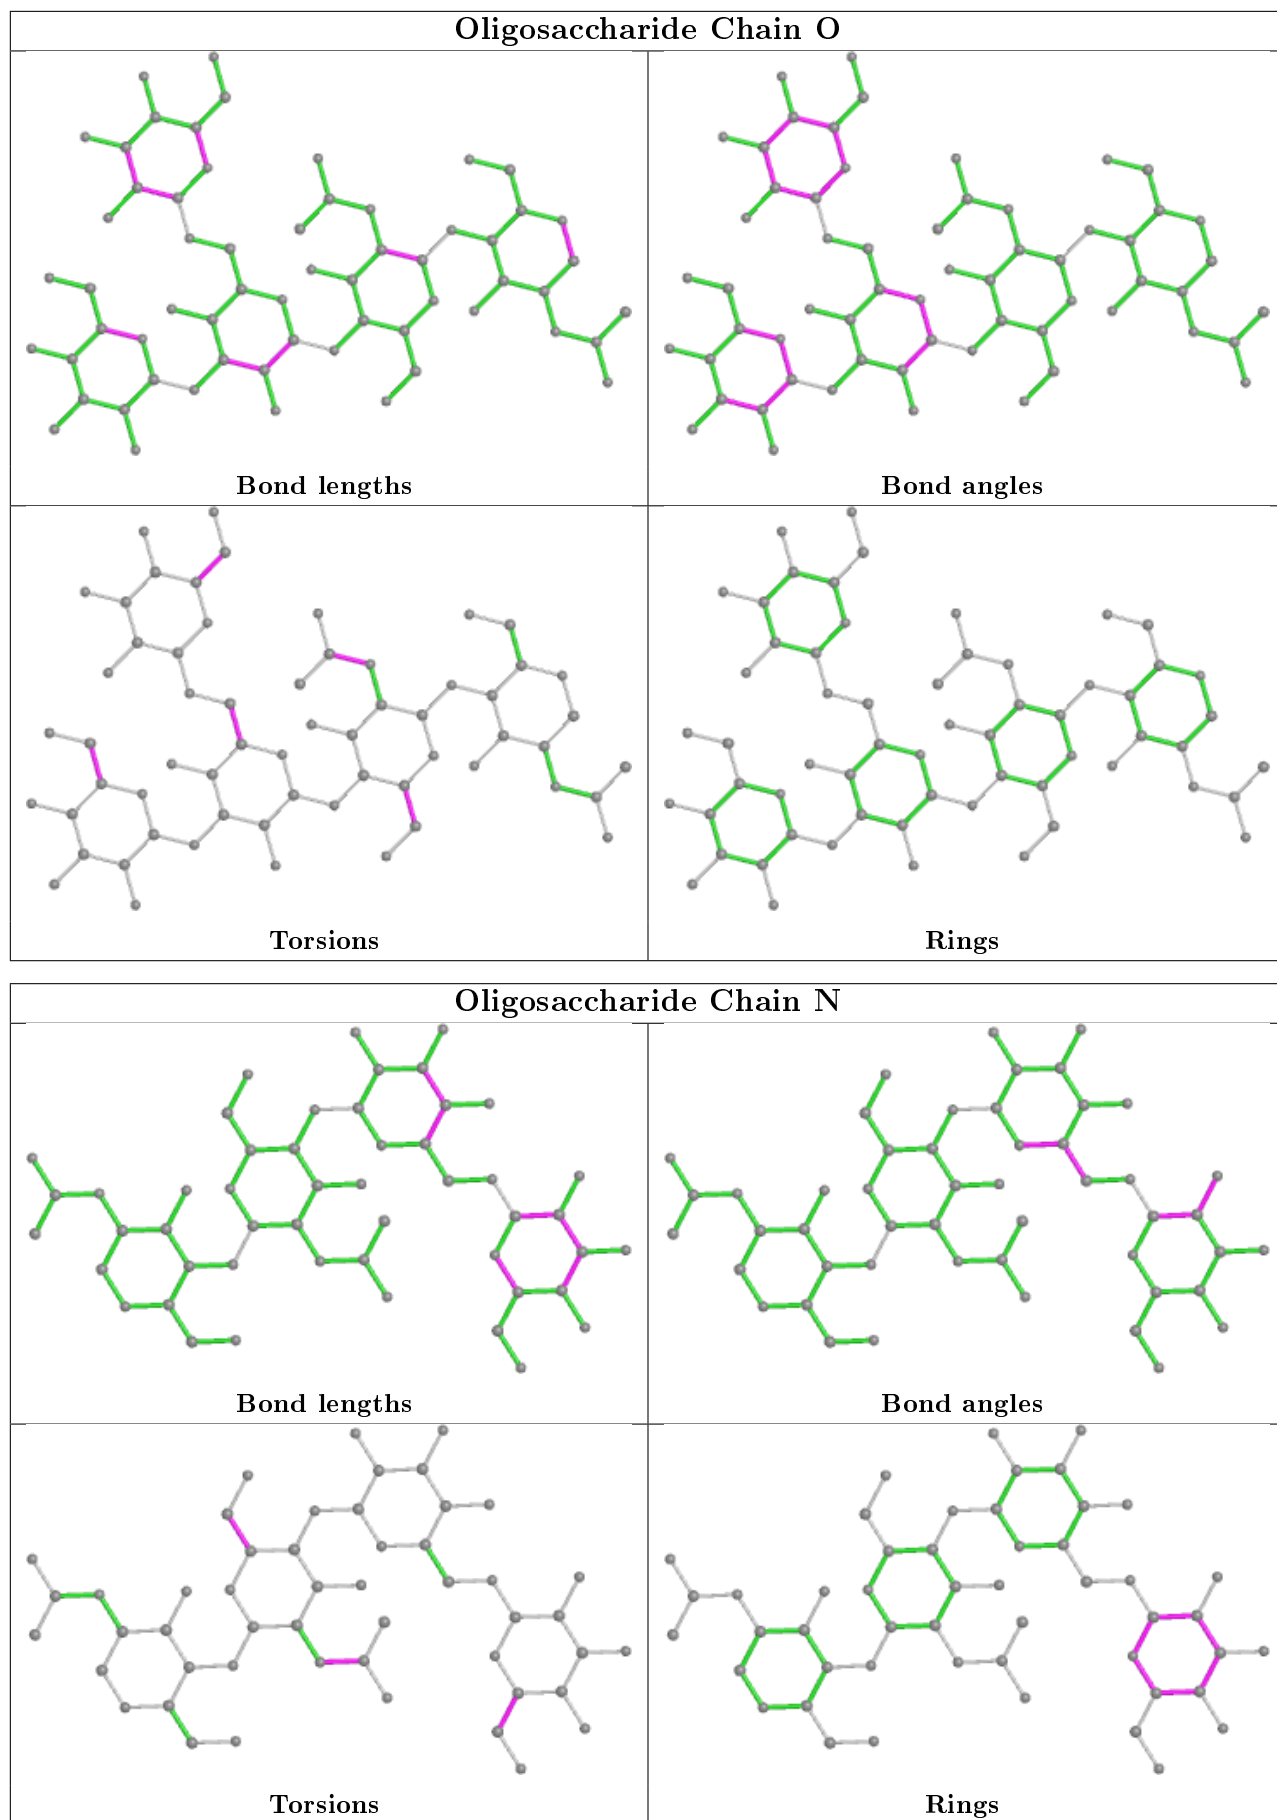 Oligosaccharide Chain O
Bond lengths
Bond angles
Torsions
Rings
Oligosaccharide Chain N
Bond lengths
Bond angles
Torsions
Rings